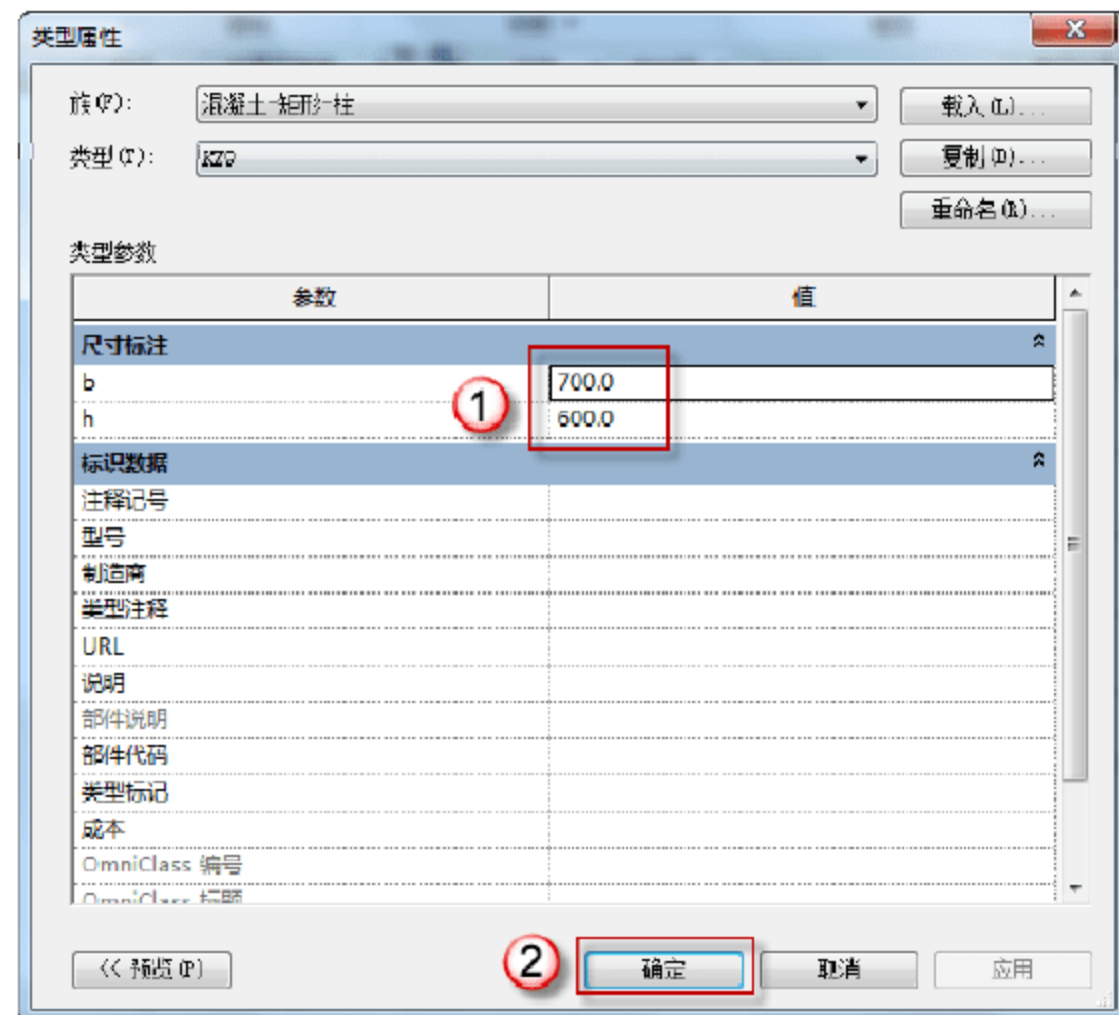 类型属性
族(F): 混凝土-矩形-柱 载入(L)...
类型(T): KZ9 复制(D)...
重命名(R)...
类型参数
参数 值
尺寸标注
b 700.0
① h 600.0
标识数据
注释记号
型号
制造商
类型注释
URL
说明
部件说明
部件代码
类型标记
成本
OmniClass 编号
OmniClass 标题
<< 预览(P) ② 确定 取消 应用